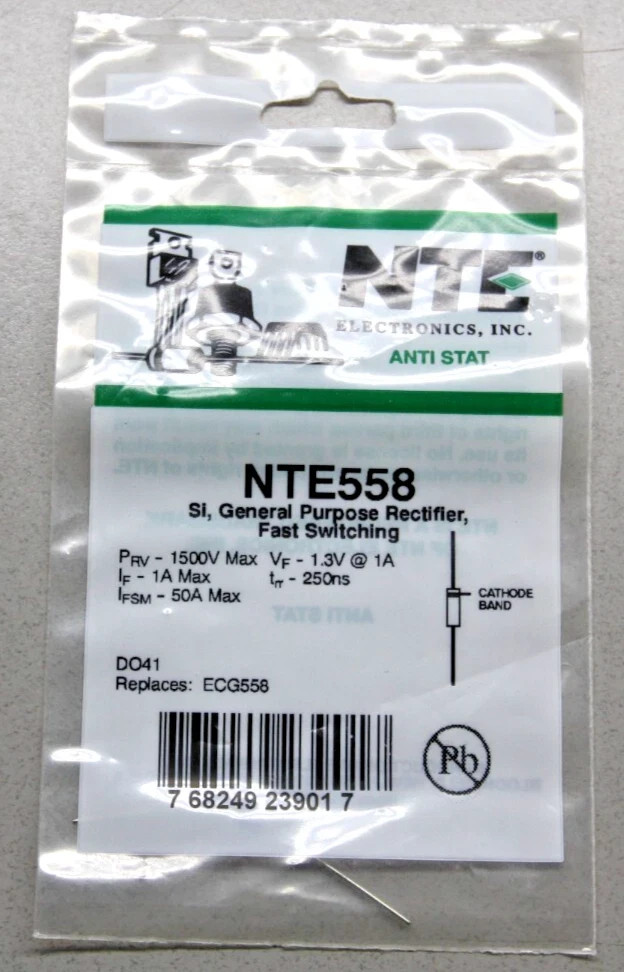 NTE®
ELECTRONICS, INC.
ANTI STAT
NTE558
Si, General Purpose Rectifier,
Fast Switching
PRV - 1500V Max VF - 1.3V @ 1A
IF - 1A Max trr - 250ns
IFSM - 50A Max
CATHODE
BAND
DO41
Replaces: ECG558
Pb
7 68249 23901 7